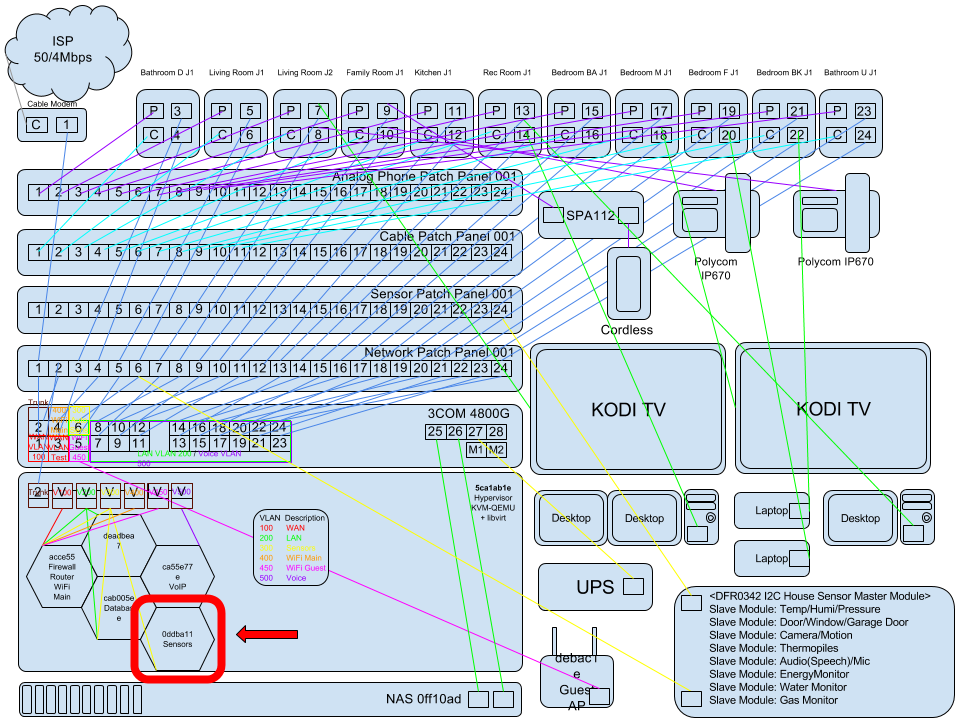 ISP
50/4Mbps
Cable Modem
C 1
Bathroom D J1
Living Room J1
Living Room J2
Family Room J1
Kitchen J1
Rec Room J1
Bedroom BA J1
Bedroom M J1
Bedroom F J1
Bedroom BK J1
Bathroom U J1
P 3 P 5 P 7 P 9 P 11 P 13 P 15 P 17 P 19 P 21 P 23
C 4 C 6 C 8 C 10 C 12 C 14 C 16 C 18 C 20 C 22 C 24
Analog Phone Patch Panel 001
1 2 3 4 5 6 7 8 9 10 11 12 13 14 15 16 17 18 19 20 21 22 23 24
Cable Patch Panel 001
1 2 3 4 5 6 7 8 9 10 11 12 13 14 15 16 17 18 19 20 21 22 23 24
Sensor Patch Panel 001
1 2 3 4 5 6 7 8 9 10 11 12 13 14 15 16 17 18 19 20 21 22 23 24
Network Patch Panel 001
1 2 3 4 5 6 7 8 9 10 11 12 13 14 15 16 17 18 19 20 21 22 23 24
SPA112
Cordless
Polycom
IP670
Polycom IP670
KODI TV
KODI TV
Trunk
400
3COM 4800G
2 4 6 8 10 12 14 16 18 20 22 24
1 3 5 7 9 11 13 15 17 19 21 23
25 26 27 28
M1 M2
VLAN
100
Test
450
LAN VLAN 200 / Voice VLAN
500
5ca1ab1e
Hypervisor
KVM-QEMU
+ libvirt
Trunk
2 V V V V V V
deadbea
7
acce55
Firewall
Router
WiFi
Main
ca55e77
e
VoIP
cab005e
Databas
e
0ddba11
Sensors
VLAN Description
100 WAN
200 LAN
400 WiFi Main
450 WiFi Guest
500 Voice
NAS 0ff10ad
Desktop
Desktop
Laptop
Desktop
Laptop
UPS
debac1
e
Guest
AP
<DFR0342 I2C House Sensor Master Module>
Slave Module: Temp/Humi/Pressure
Slave Module: Door/Window/Garage Door
Slave Module: Camera/Motion
Slave Module: Thermopiles
Slave Module: Audio(Speech)/Mic
Slave Module: EnergyMonitor
Slave Module: Water Monitor
Slave Module: Gas Monitor